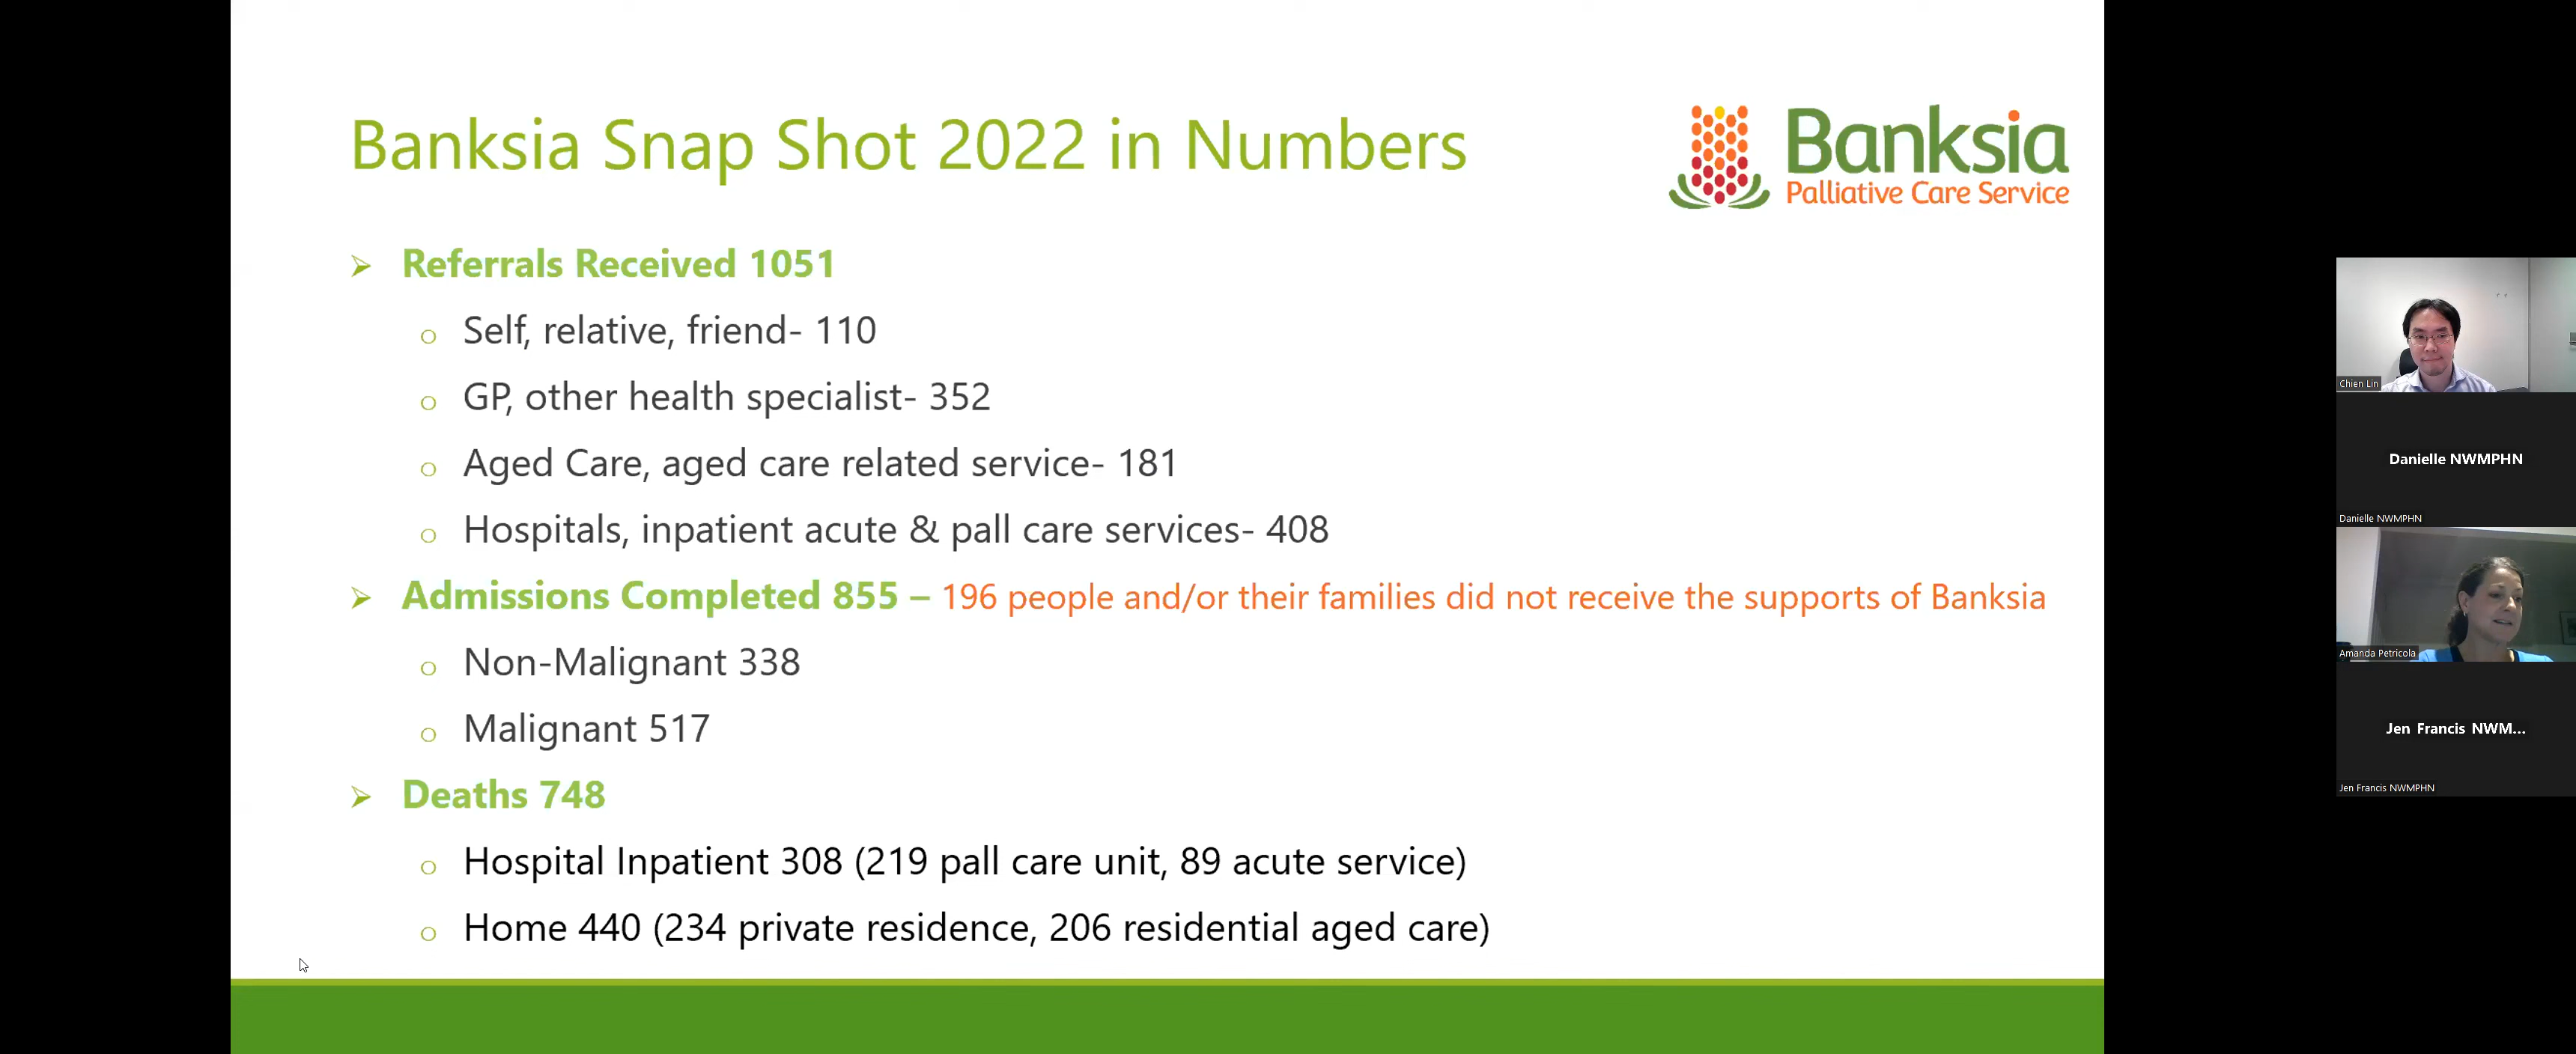 Banksia Snap Shot 2022 in Numbers
Banksia
Palliative Care Service
Referrals Received 1051
Self, relative, friend- 110
GP, other health specialist- 352
Aged Care, aged care related service- 181
Hospitals, inpatient acute & pall care services- 408
Admissions Completed 855 – 196 people and/or their families did not receive the supports of Banksia
Non-Malignant 338
Malignant 517
Deaths 748
Hospital Inpatient 308 (219 pall care unit, 89 acute service)
Home 440 (234 private residence, 206 residential aged care)
Chien Lin
Danielle NWMPHN
Danielle NWMPHN
Amanda Petricola
Jen Francis NWM...
Jen Francis NWMPHN